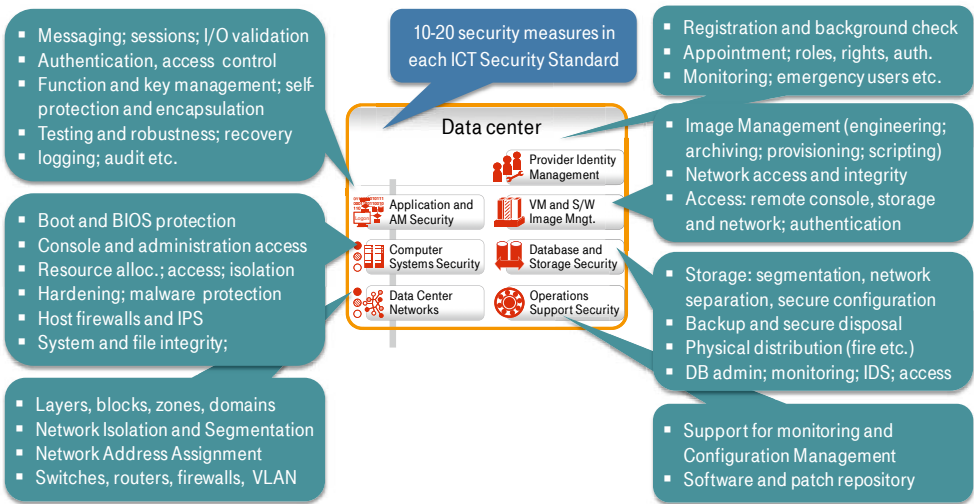 ▪ Messaging; sessions; I/O validation
▪ Authentication, access control
▪ Function and key management; self-
protection and encapsulation
▪ Testing and robustness; recovery
▪ logging; audit etc.
10-20 security measures in
each ICT Security Standard
▪ Registration and background check
▪ Appointment; roles, rights, auth.
▪ Monitoring; emergency users etc.
Data center
Provider Identity
Management
Application and
AM Security
VM and S/W
Image Mngt.
Computer
Systems Security
Database and
Storage Security
Data Center
Networks
Operations
Support Security
Logon
▪ Image Management (engineering;
archiving; provisioning; scripting)
▪ Network access and integrity
▪ Access: remote console, storage
and network; authentication
▪ Boot and BIOS protection
▪ Console and administration access
▪ Resource alloc.; access; isolation
▪ Hardening; malware protection
▪ Host firewalls and IPS
▪ System and file integrity;
▪ Storage: segmentation, network
separation, secure configuration
▪ Backup and secure disposal
▪ Physical distribution (fire etc.)
▪ DB admin; monitoring; IDS; access
▪ Layers, blocks, zones, domains
▪ Network Isolation and Segmentation
▪ Network Address Assignment
▪ Switches, routers, firewalls, VLAN
▪ Support for monitoring and
Configuration Management
▪ Software and patch repository